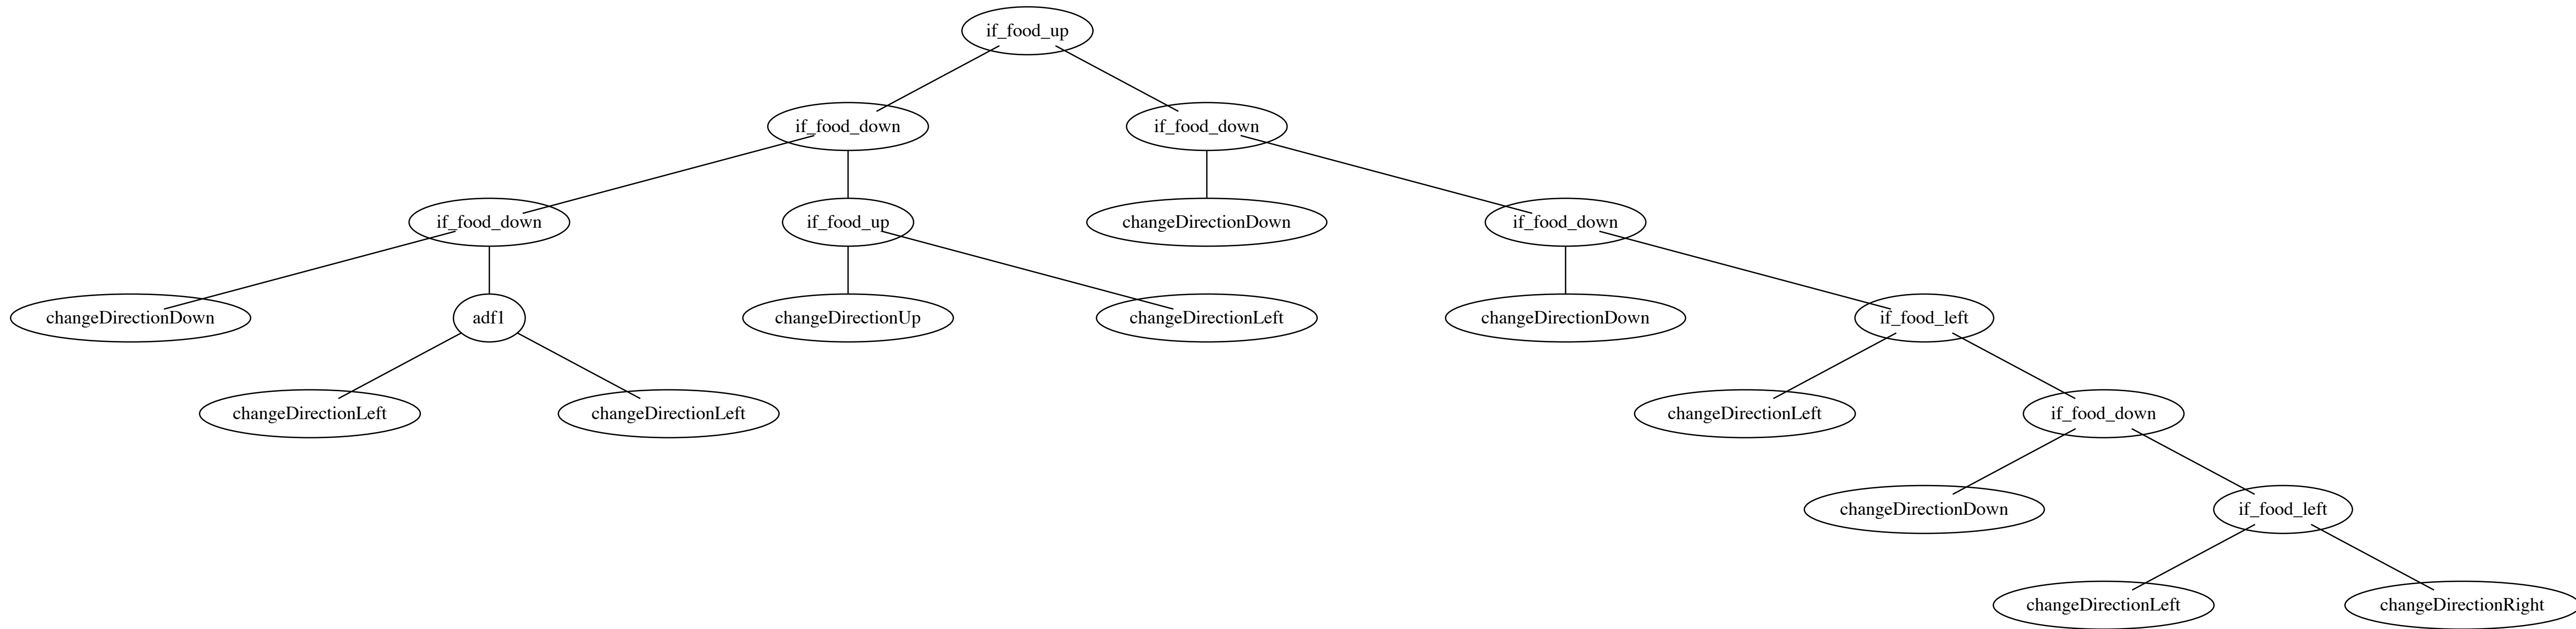 if_food_up
if_food_down
if_food_down
if_food_down
if_food_up
changeDirectionDown
if_food_down
changeDirectionDown
adf1
changeDirectionUp
changeDirectionLeft
changeDirectionDown
if_food_left
changeDirectionLeft
changeDirectionLeft
changeDirectionLeft
if_food_down
changeDirectionDown
if_food_left
changeDirectionLeft
changeDirectionRight